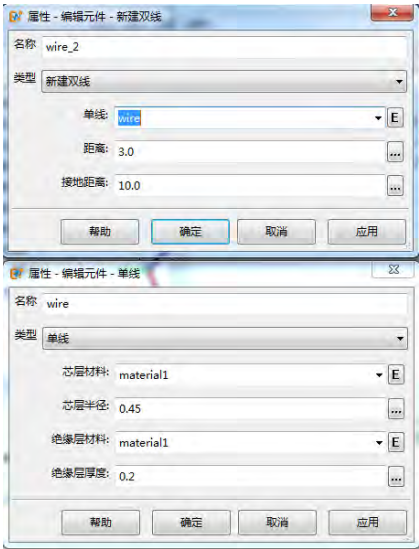 属性 - 编辑元件 - 新建双线
名称 wire_2
类型 新建双线
单线: wire E
距离: 3.0 ...
接地距离: 10.0 ...
帮助 确定 取消 应用
属性 - 编辑元件 - 单线
名称 wire
类型 单线
芯层材料: material1 E
芯层半径: 0.45 ...
绝缘层材料: material1 E
绝缘层厚度: 0.2 ...
帮助 确定 取消 应用